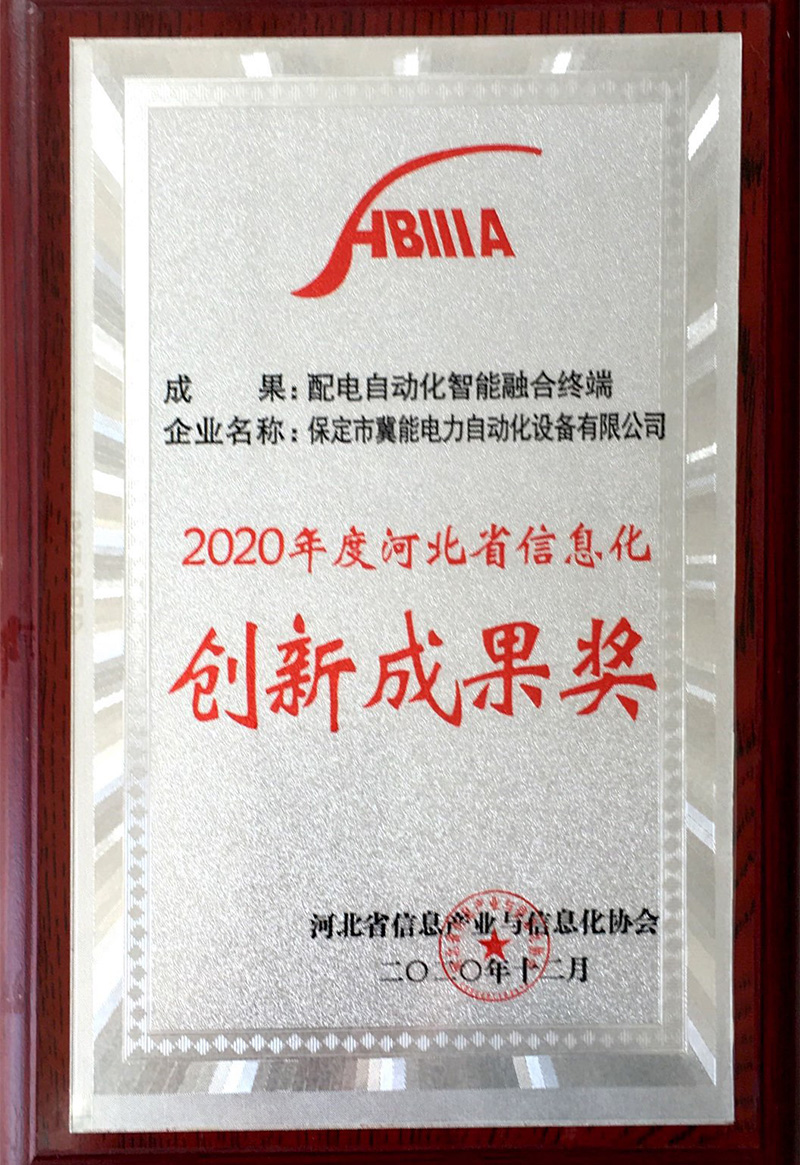 HBIIIA
成 果：配电自动化智能融合终端
企业名称：保定市冀能电力自动化设备有限公司
2020年度河北省信息化
创新成果奖
河北省信息产业与信息化协会
二〇二〇年十二月